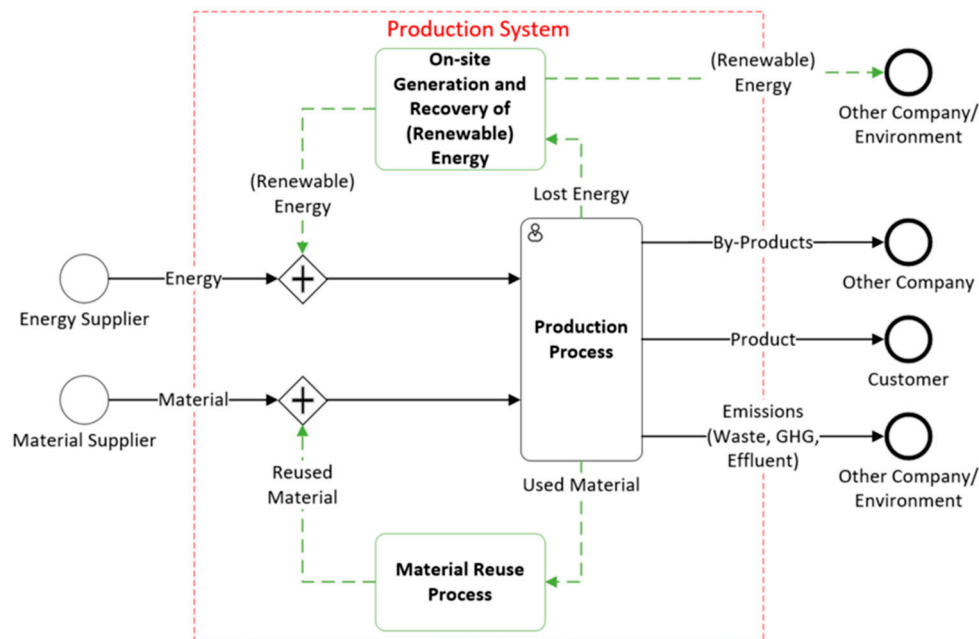 Production System
On-site
Generation and
Recovery of
(Renewable)
Energy
(Renewable)
Energy
Other Company/
Environment
(Renewable)
Energy
Lost Energy
Energy
Energy Supplier
By-Products
Other Company
Production
Process
Product
Customer
Material
Material Supplier
Emissions
(Waste, GHG,
Effluent)
Other Company/
Environment
Reused
Material
Used Material
Material Reuse
Process